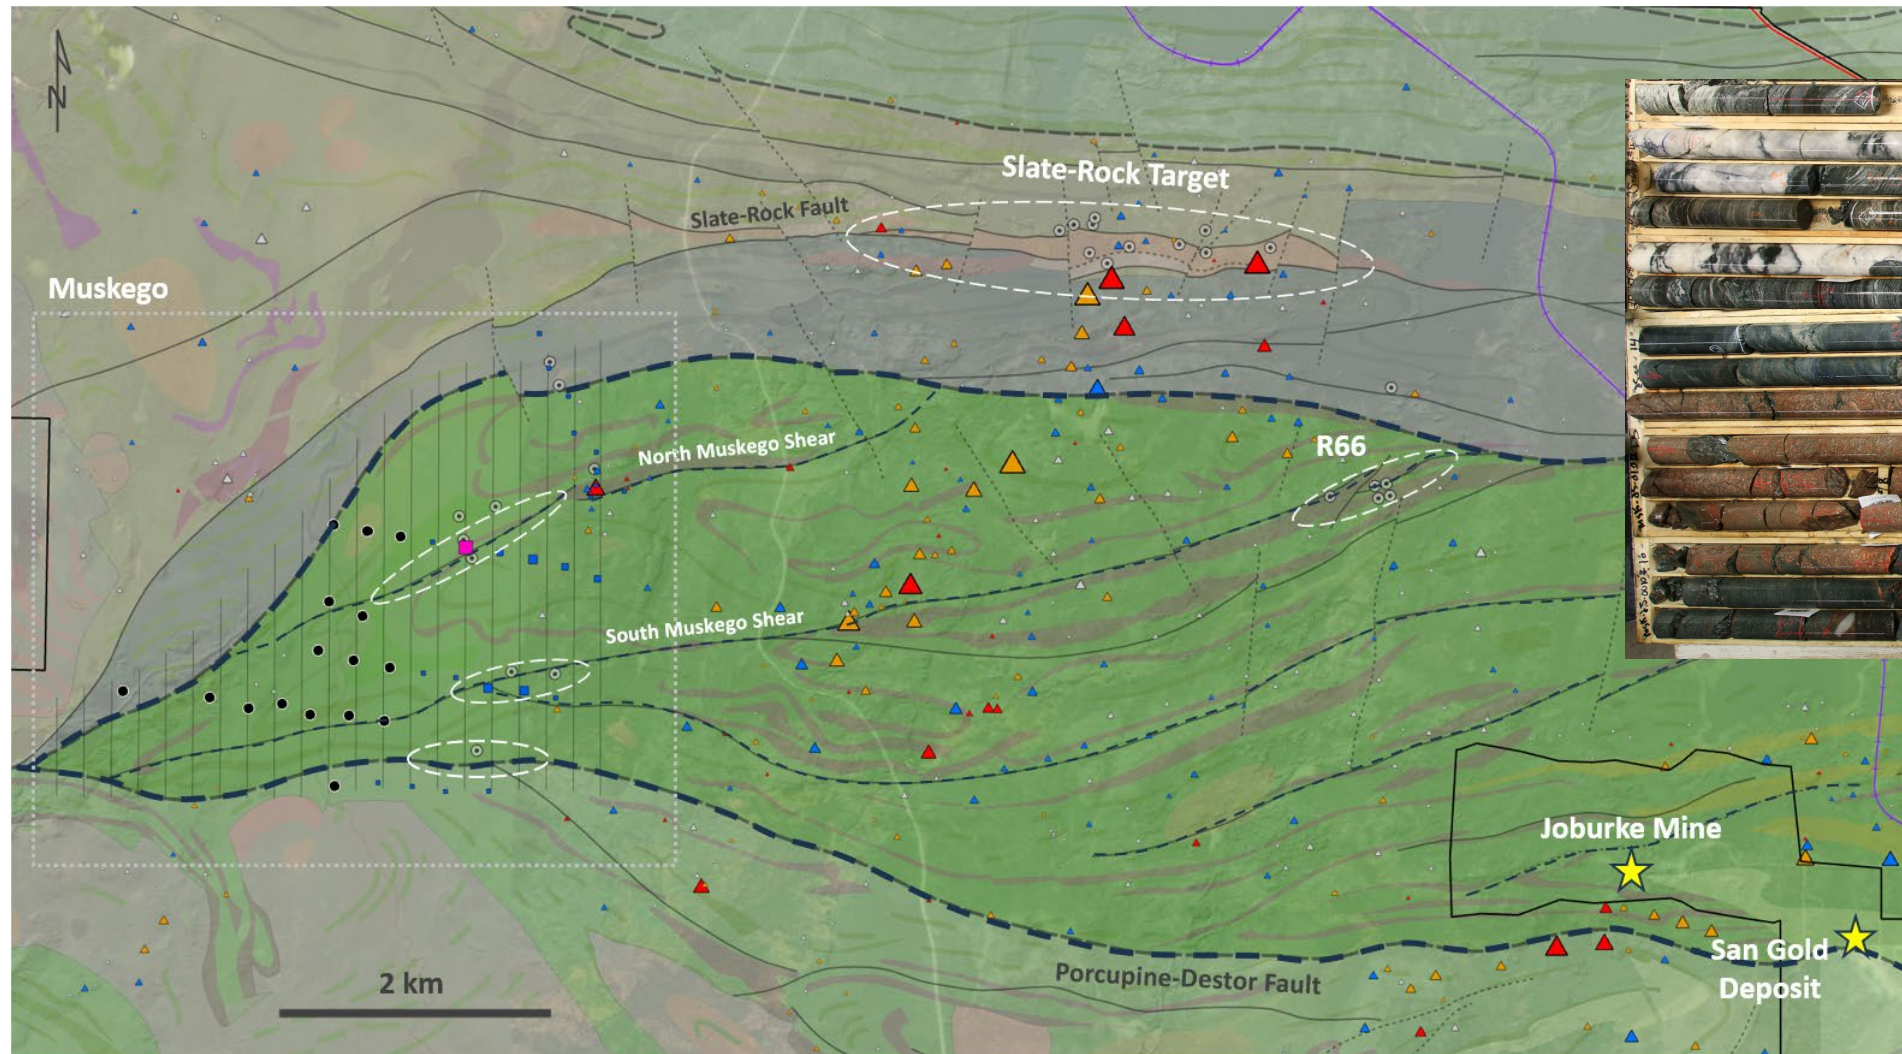 N
Slate-Rock Target
Slate-Rock Fault
Muskego
North Muskego Shear
R66
South Muskego Shear
Joburke Mine
San Gold
Deposit
Porcupine-Destor Fault
2 km